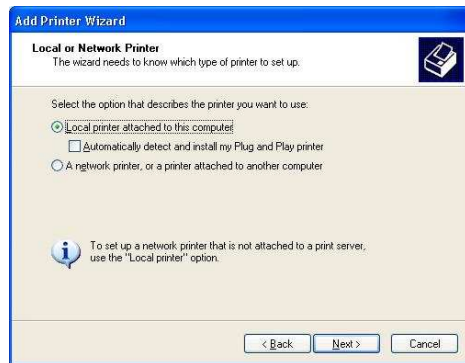 Add Printer Wizard
Local or Network Printer
The wizard needs to know which type of printer to set up.
Select the option that describes the printer you want to use:
Local printer attached to this computer
Automatically detect and install my Plug and Play printer
A network printer, or a printer attached to another computer
To set up a network printer that is not attached to a print server,
use the "Local printer" option.
< Back Next > Cancel